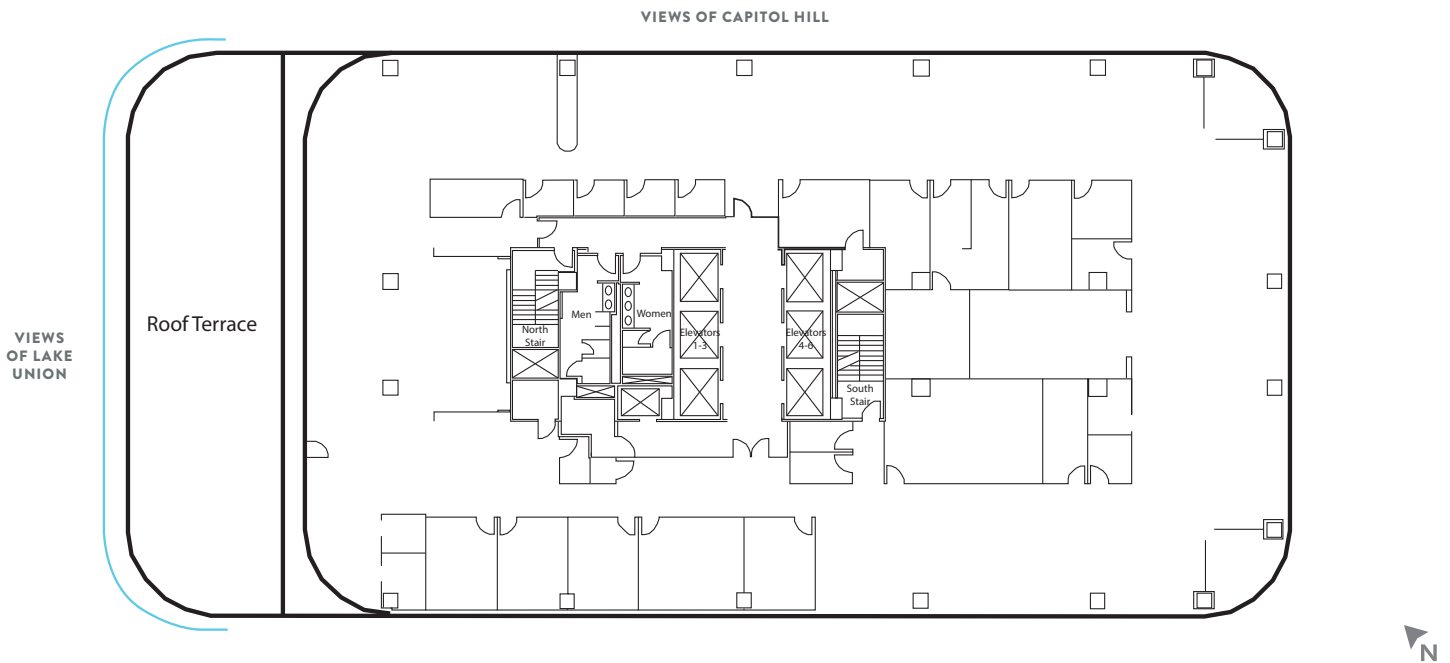 VIEWS OF CAPITOL HILL
VIEWS
OF LAKE
UNION
Roof Terrace
North
Stair
Men
Women
Elevators
1-3
Elevators
4-6
South
Stair
N